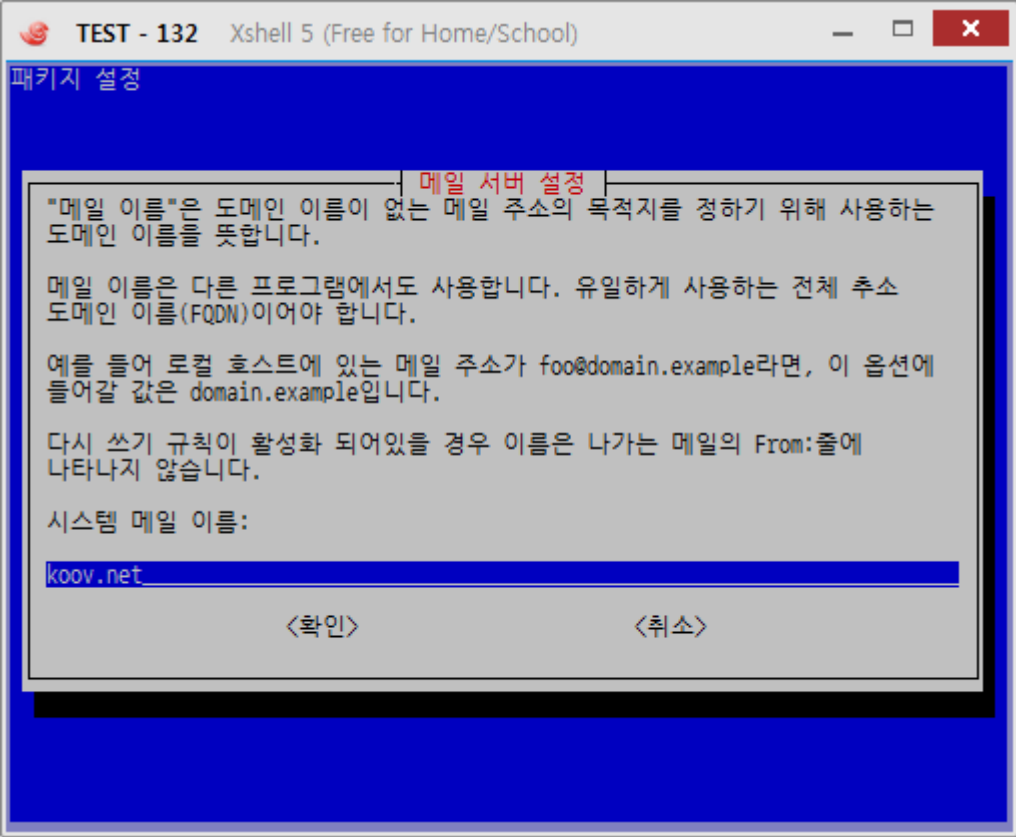 TEST - 132 Xshell 5 (Free for Home/School)
패키지 설정
메일 서버 설정
"메일 이름"은 도메인 이름이 없는 메일 주소의 목적지를 정하기 위해 사용하는
도메인 이름을 뜻합니다.
메일 이름은 다른 프로그램에서도 사용합니다. 유일하게 사용하는 전체 추소
도메인 이름(FQDN)이어야 합니다.
예를 들어 로컬 호스트에 있는 메일 주소가 foo@domain.example라면, 이 옵션에
들어갈 값은 domain.example입니다.
다시 쓰기 규칙이 활성화 되어있을 경우 이름은 나가는 메일의 From:줄에
나타나지 않습니다.
시스템 메일 이름:
koov.net
<확인> <취소>